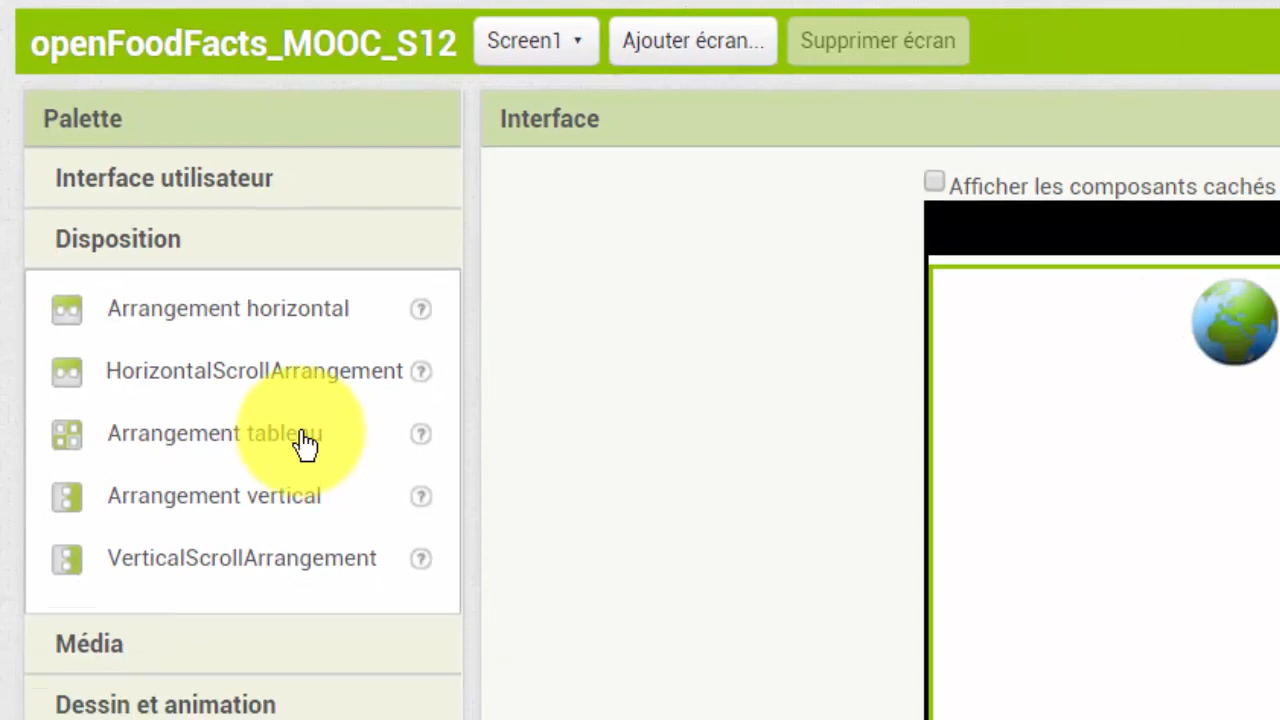 openFoodFacts_MOOC_S12 Screen1 Ajouter écran... Supprimer écran
Palette
Interface
Interface utilisateur
Afficher les composants cachés
Disposition
Arrangement horizontal ?
HorizontalScrollArrangement ?
Arrangement tableau ?
Arrangement vertical ?
VerticalScrollArrangement ?
Média
Dessin et animation